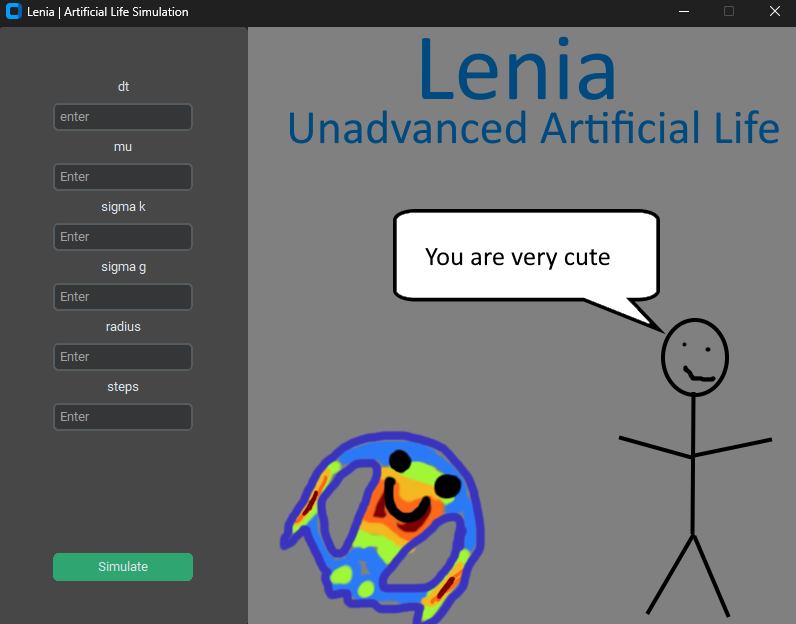 Lenia | Artificial Life Simulation
dt
enter
mu
Enter
sigma k
Enter
sigma g
Enter
radius
Enter
steps
Enter
Simulate
Lenia
Unadvanced Artificial Life
You are very cute